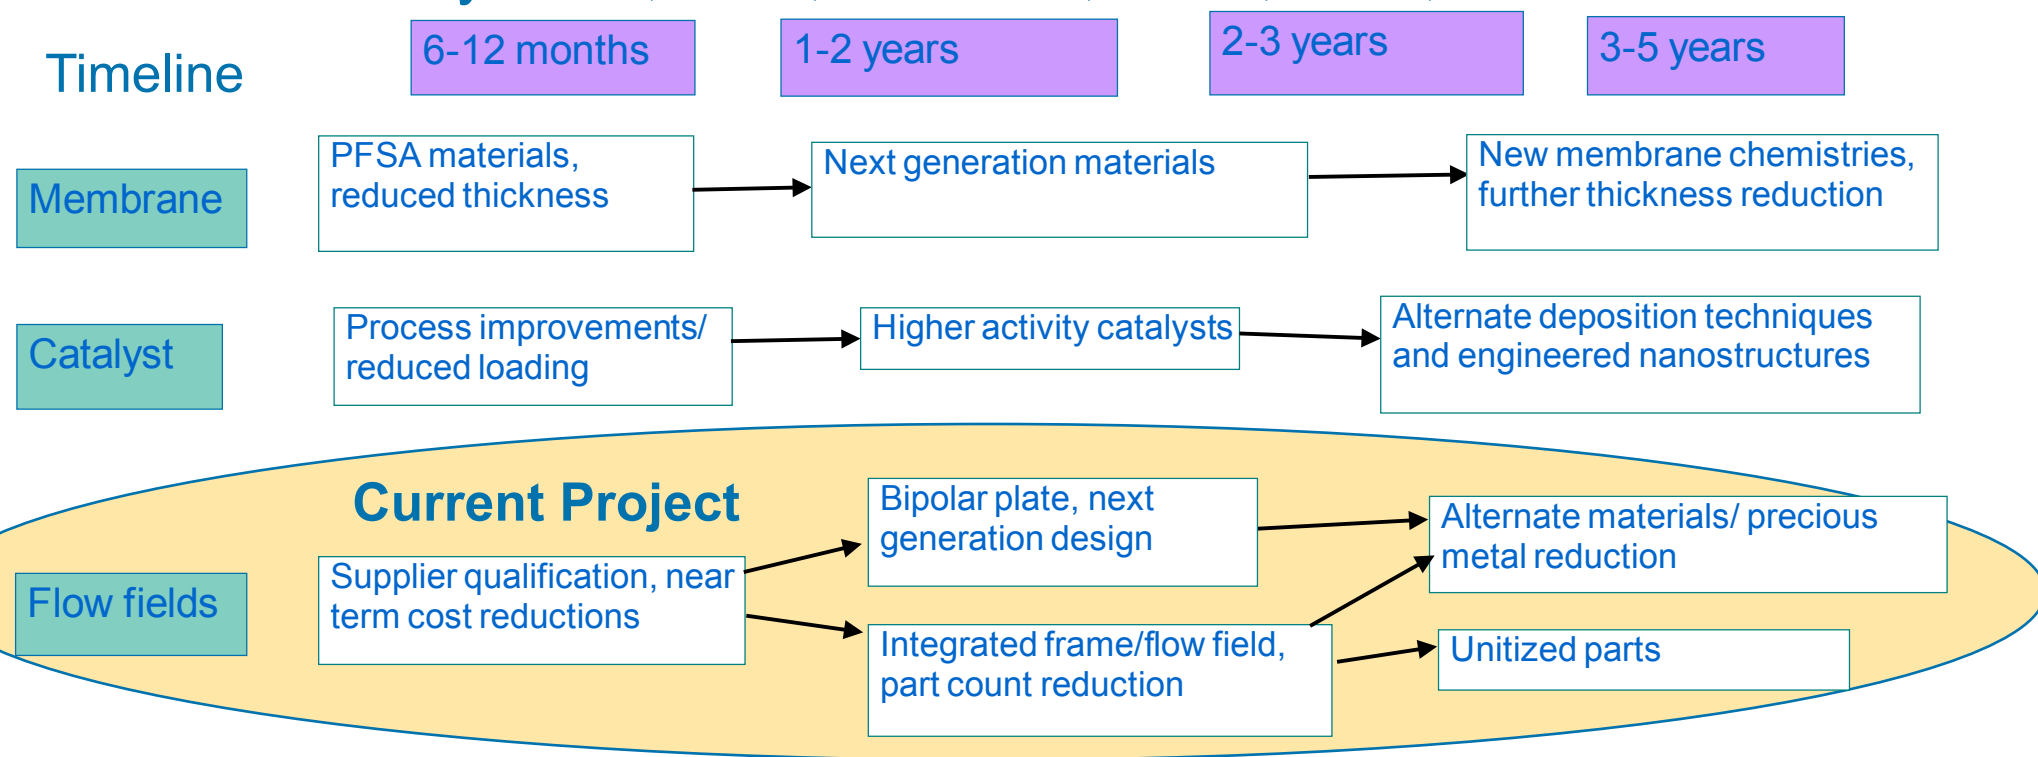 Timeline
6-12 months
1-2 years
2-3 years
3-5 years
Membrane
PFSA materials,
reduced thickness
Next generation materials
New membrane chemistries,
further thickness reduction
Catalyst
Process improvements/
reduced loading
Higher activity catalysts
Alternate deposition techniques
and engineered nanostructures
Current Project
Flow fields
Supplier qualification, near
term cost reductions
Bipolar plate, next
generation design
Integrated frame/flow field,
part count reduction
Alternate materials/ precious
metal reduction
Unitized parts